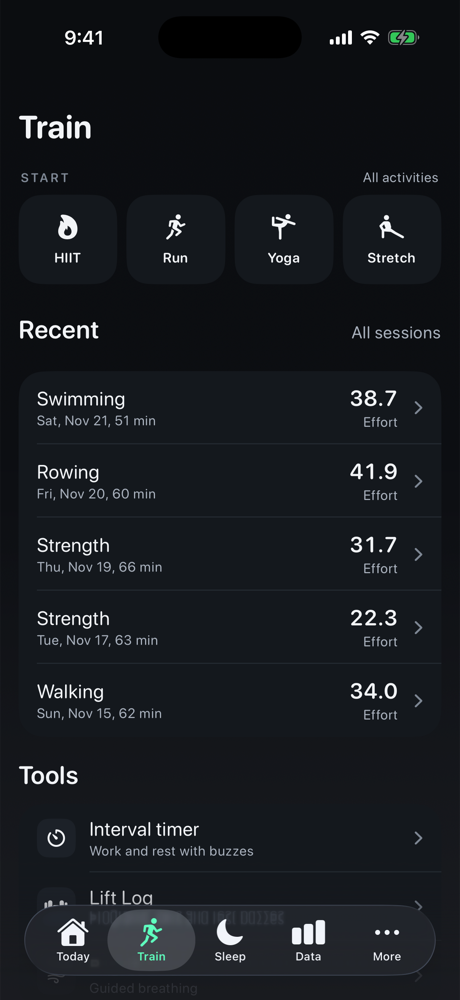 9:41
Train
START
All activities
HIIT
Run
Yoga
Stretch
Recent
All sessions
Swimming
38.7
Sat, Nov 21, 51 min
Effort
Rowing
41.9
Fri, Nov 20, 60 min
Effort
Strength
31.7
Thu, Nov 19, 66 min
Effort
Strength
22.3
Tue, Nov 17, 63 min
Effort
Walking
34.0
Sun, Nov 15, 62 min
Effort
Tools
Interval timer
Work and rest with buzzes
Lift Log
Today
Train
Sleep
Data
More
Guided breathing